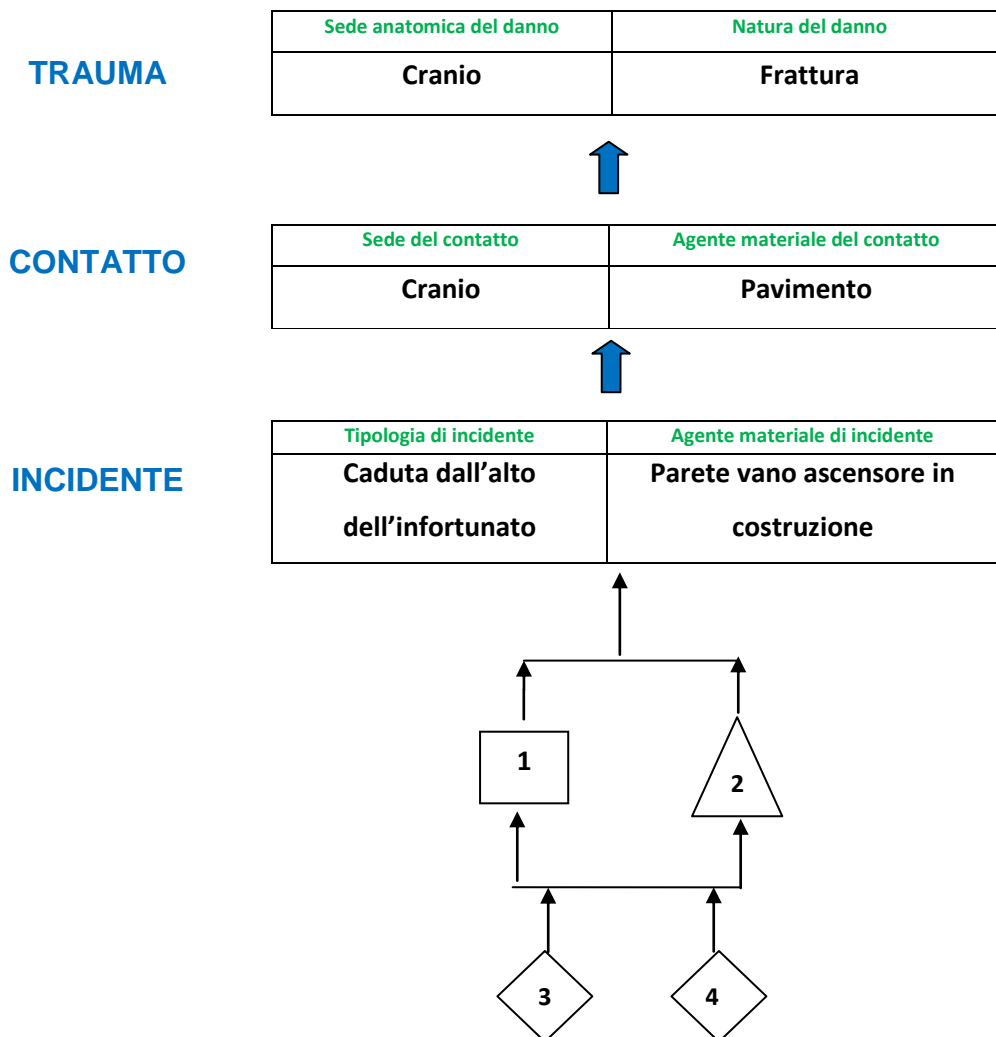 Sede anatomica del danno Natura del danno
TRAUMA Cranio Frattura
Sede del contatto Agente materiale del contatto
CONTATTO Cranio Pavimento
Tipologia di incidente Agente materiale di incidente
INCIDENTE Caduta dall’alto Parete vano ascensore in
dell’infortunato costruzione
1
2
3 4